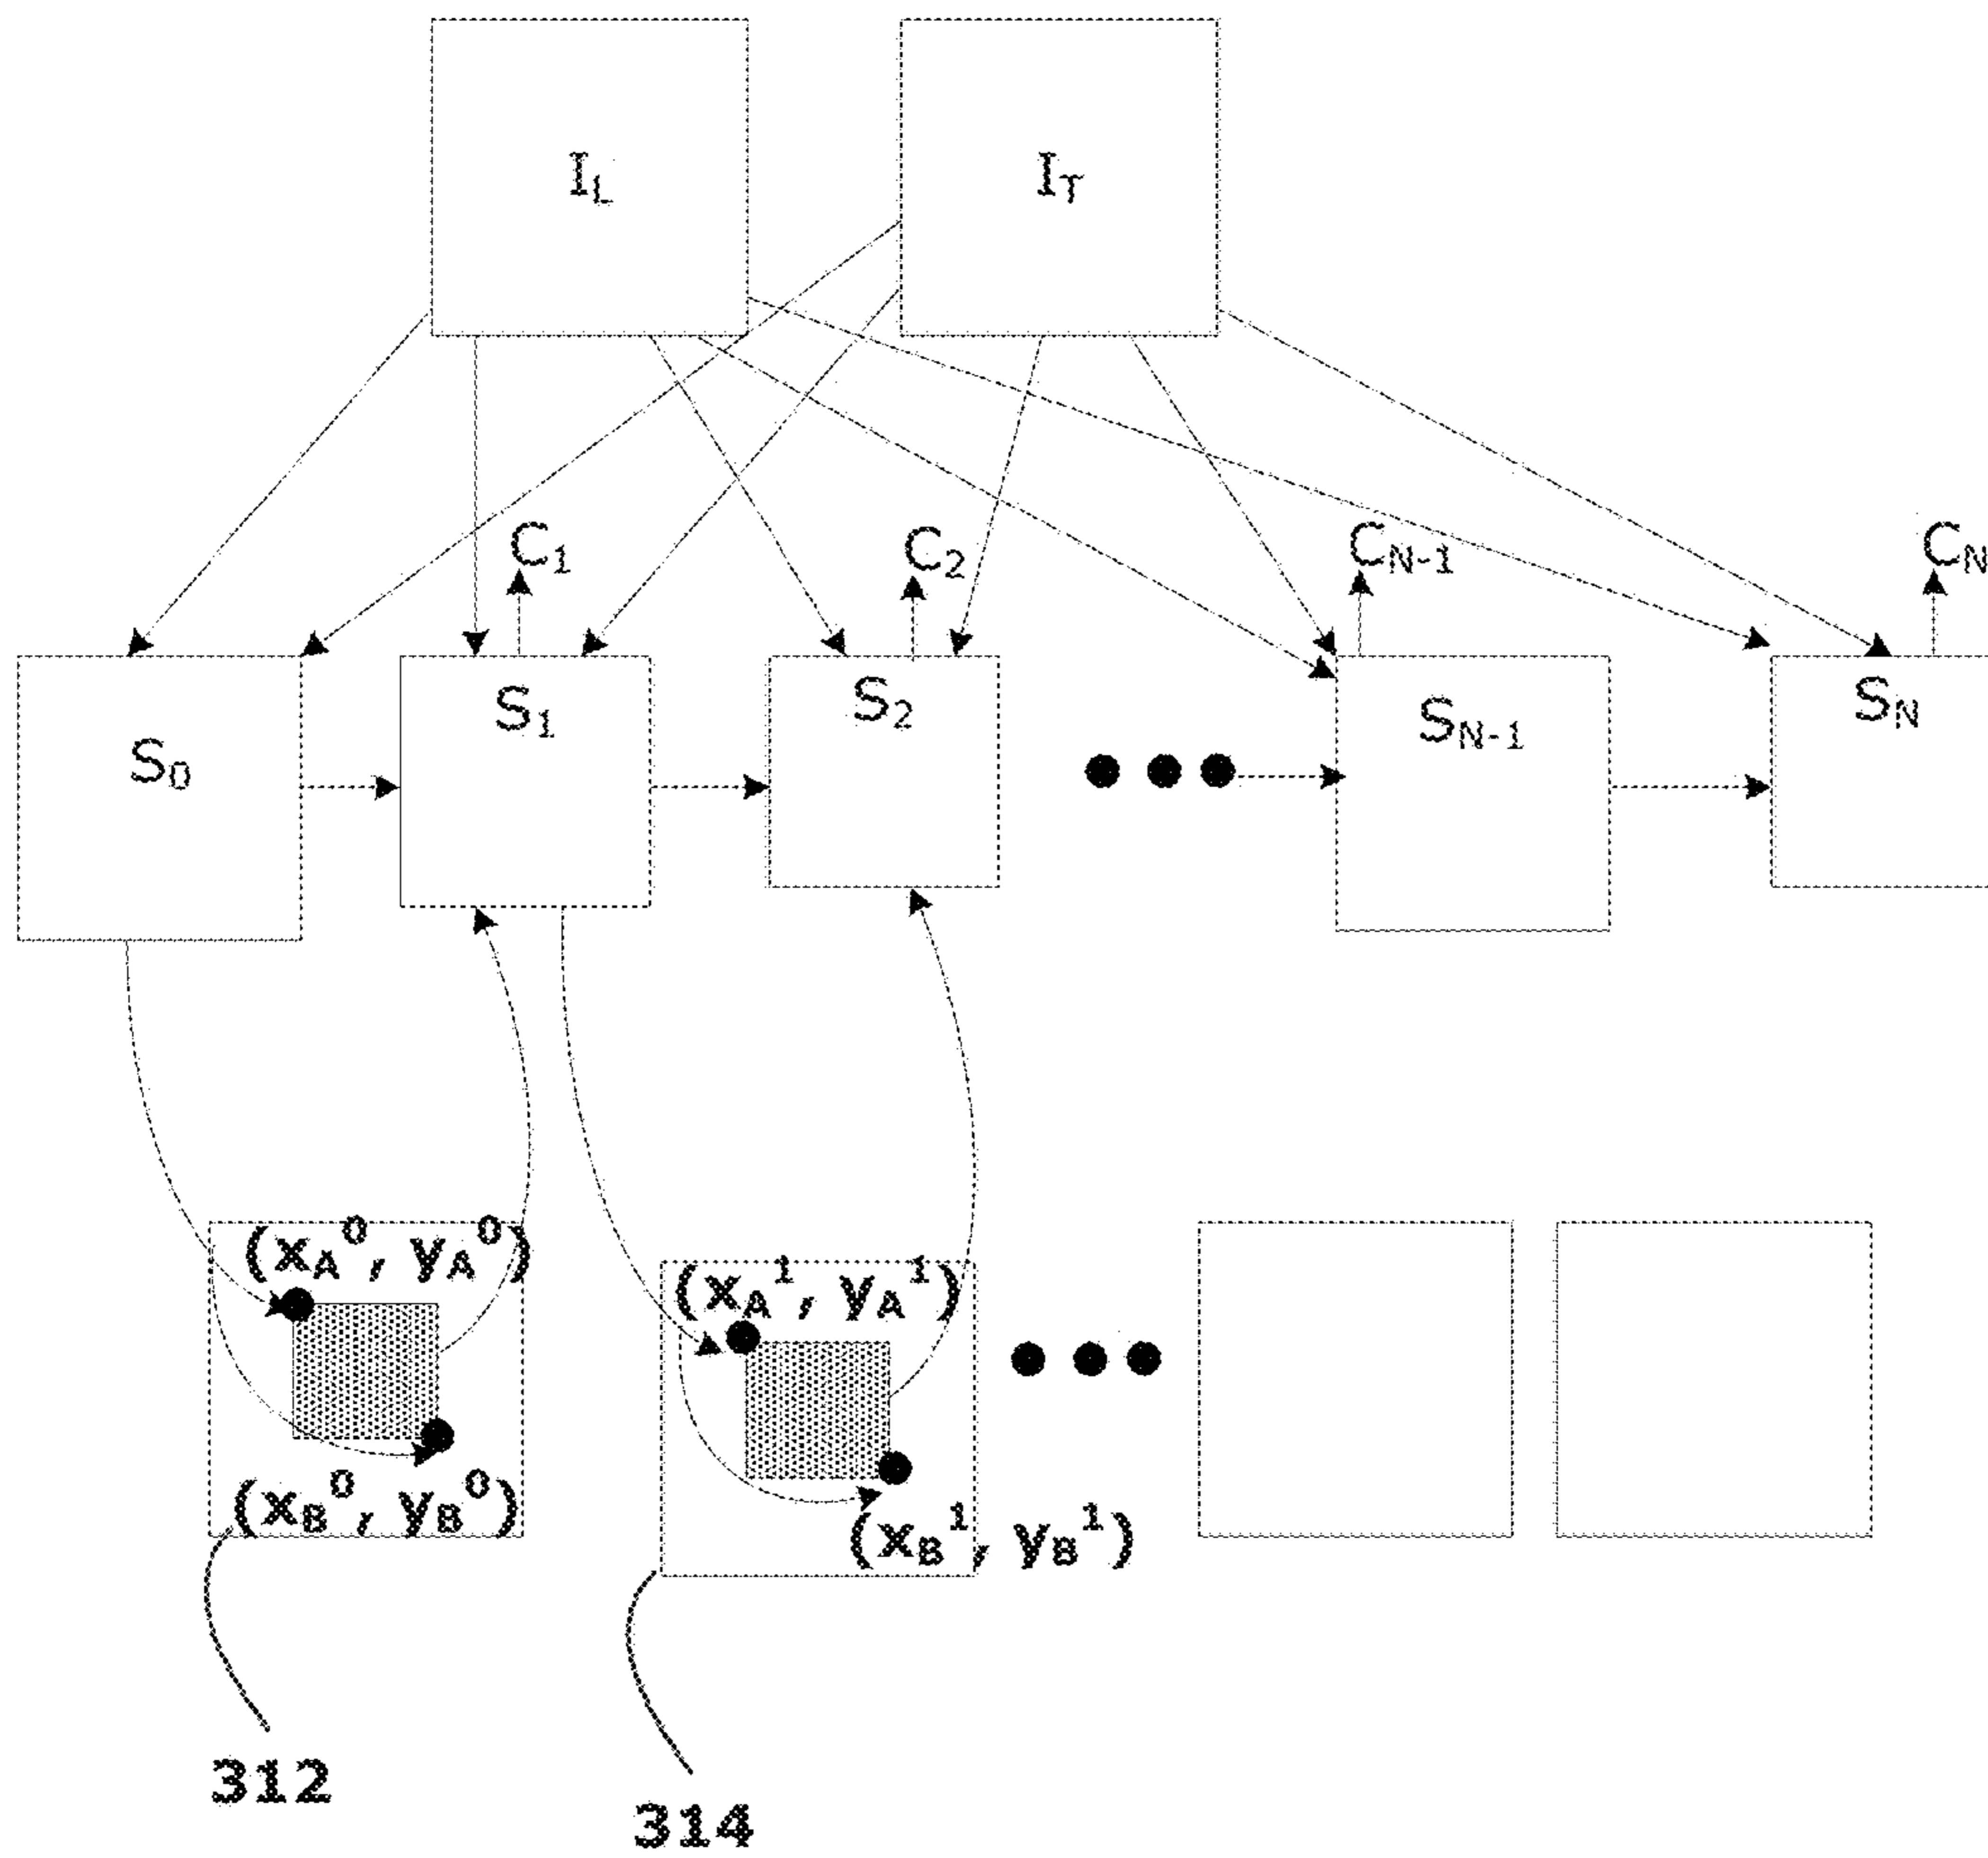 I_L
I_T
C_1
C_2
C_N-1
C_N
S_0
S_1
S_2
S_N-1
S_N
(x_A^0, y_A^0)
(x_A^1, y_A^1)
(x_B^0, y_B^0)
(x_B^1, y_B^1)
312
314